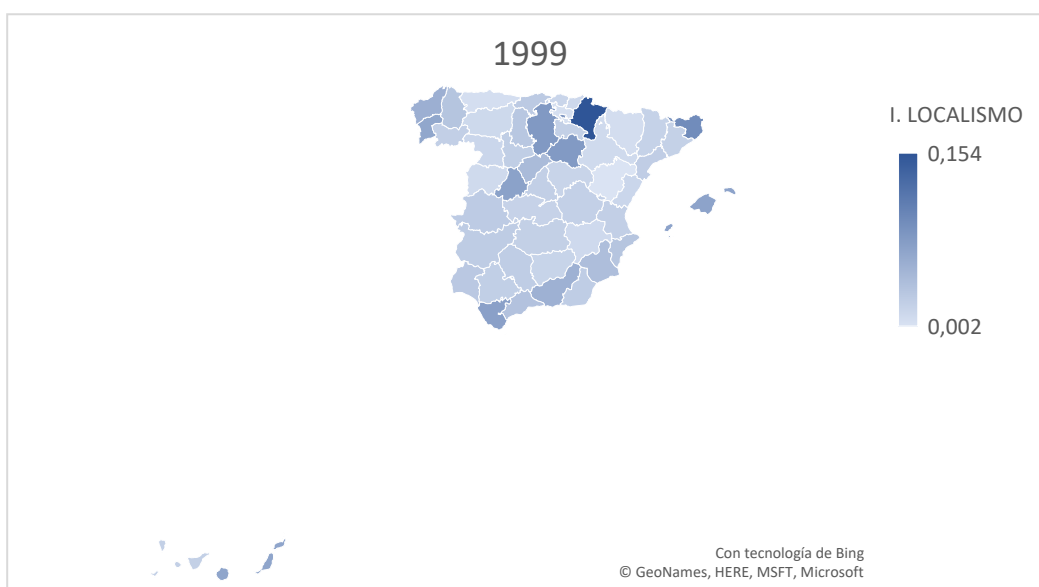 1999
I. LOCALISMO
0,154
0,002
Con tecnología de Bing
© GeoNames, HERE, MSFT, Microsoft